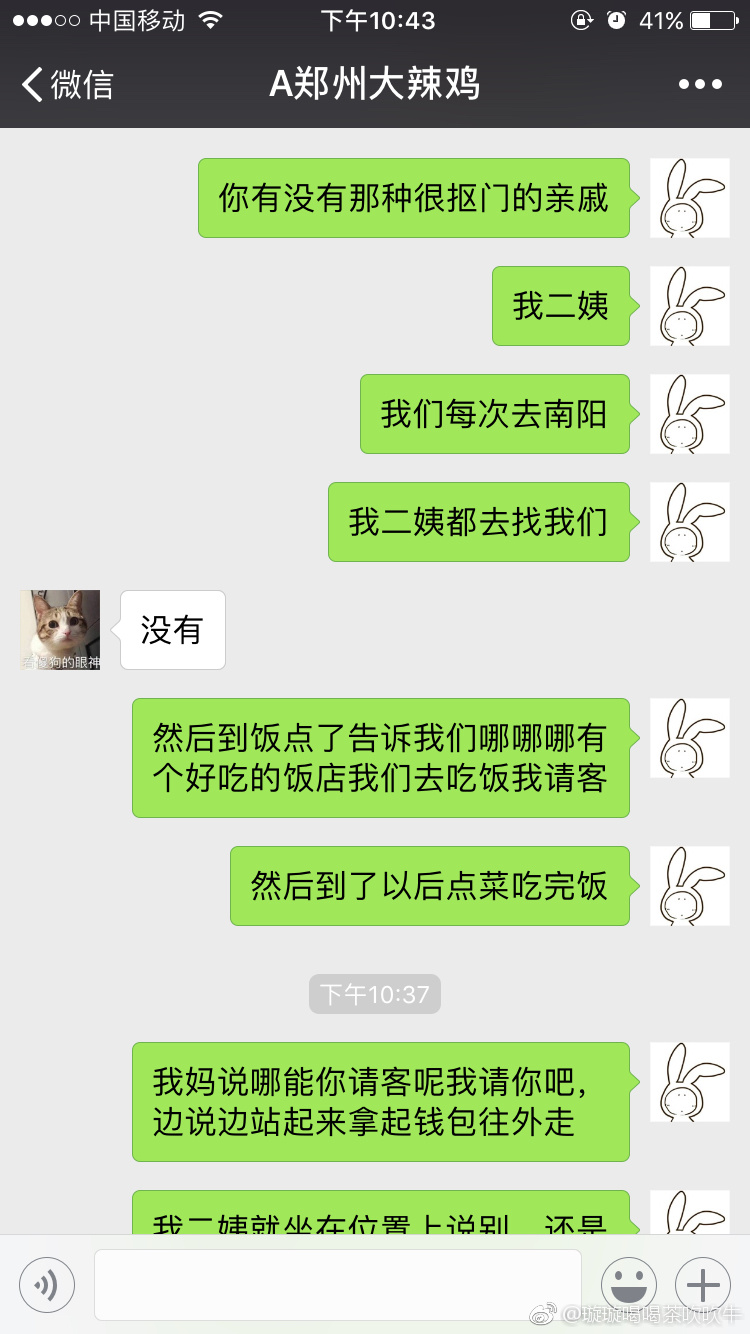 中国移动 下午10:43 41%
微信 A郑州大辣鸡
你有没有那种很抠门的亲戚
我二姨
我们每次去南阳
我二姨都去找我们
没有
看傻狗的眼神
然后到饭点了告诉我们哪哪哪有
个好吃的饭店我们去吃饭我请客
然后到了以后点菜吃完饭
下午10:37
我妈说哪能你请客呢我请你吧,
边说边站起来拿起钱包往外走
我二姨就坐在位置上说别 还是
@璇璇喝喝茶吹吹牛